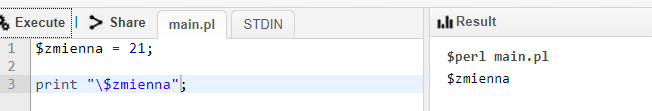 Execute | Share main.pl STDIN
1 $zmienna = 21;
2
3 print "\$zmienna";
Result
$perl main.pl
$zmienna